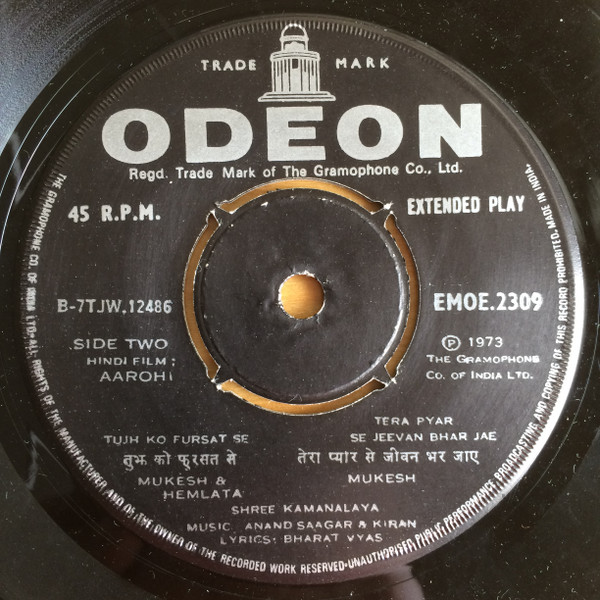 TRADE MARK
ODEON
Regd. Trade Mark of The Gramophone Co., Ltd.
45 R.P.M.
EXTENDED PLAY
B-7TJW.12486
EMOE.2309
SIDE TWO
HINDI FILM:
AAROHI
Ⓟ 1973
THE GRAMOPHONE
CO. OF INDIA LTD.
TUJH KO FURSAT SE
तुझ को फुरसत से
MUKESH &
HEMLATA
TERA PYAR
SE JEEVAN BHAR JAE
तेरा प्यार से जीवन भर जाए
MUKESH
SHREE KAMANALAYA
MUSIC: ANAND SAAGAR & KIRAN
LYRICS: BHARAT VYAS
THE GRAMOPHONE CO. OF INDIA LTD.-ALL RIGHTS OF THE MANUFACTURER AND OF THE OWNER OF THE RECORDED WORK RESERVED-UNAUTHORISED PUBLIC PERFORMANCE BROADCASTING AND COPYING OF THIS RECORD PROHIBITED-MADE IN INDIA.